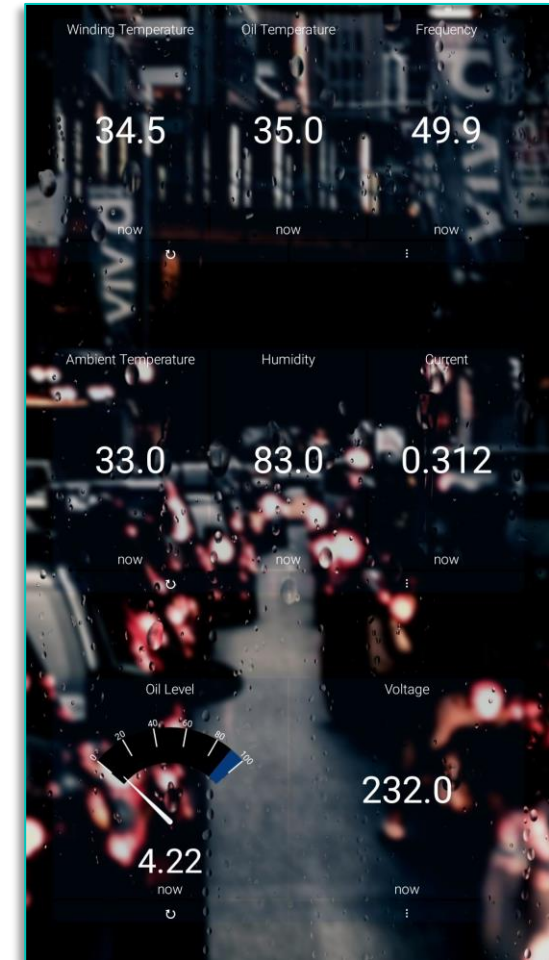 Winding Temperature Oil Temperature Frequency
34.5 35.0 49.9
now now
Ambient Temperature Humidity Current
33.0 83.0 0.312
now now now
Oil Level Voltage
0 20 40 60 80 100
232.0
4.22
now now